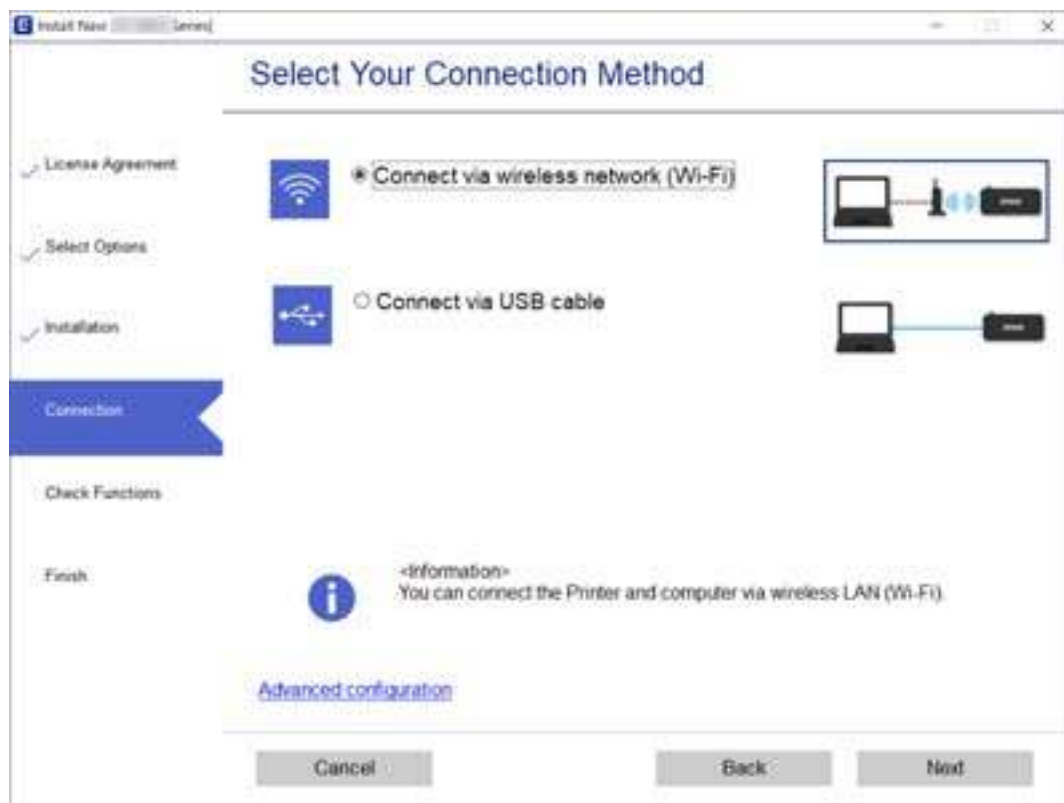 Install Navi Series]
Select Your Connection Method
License Agreement
Select Options
Installation
Connection
Check Functions
Finish
Connect via wireless network (Wi-Fi)
Connect via USB cable
<Information>
You can connect the Printer and computer via wireless LAN (Wi-Fi).
Advanced configuration
Cancel
Back
Next